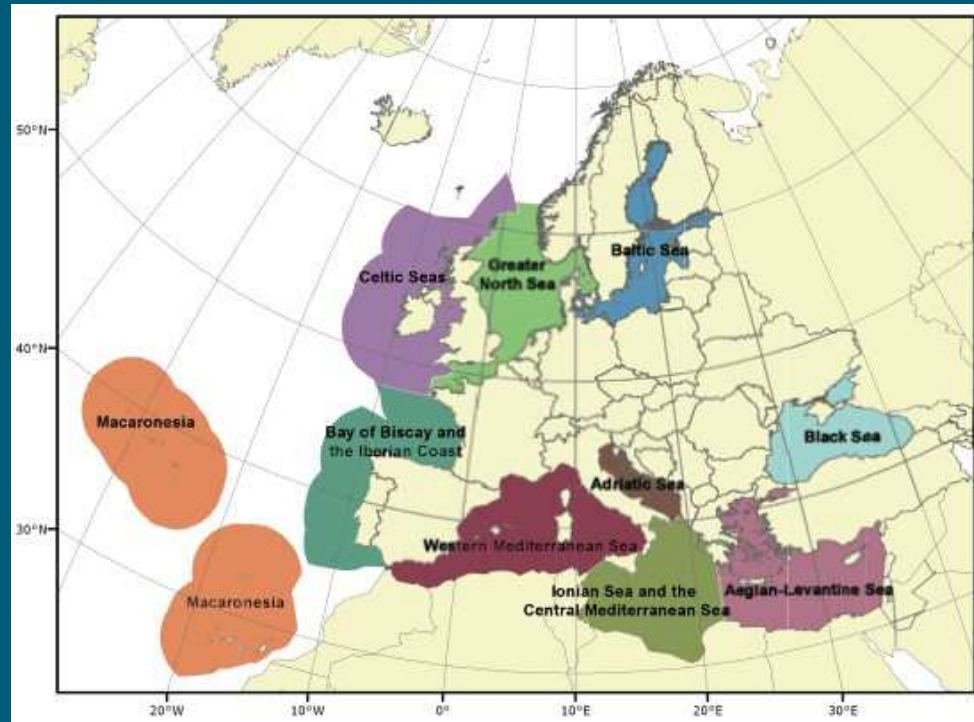 50°N
Baltic Sea
Celtic Seas
Greater
North Sea
40°N
Macaronesia
Bay of Biscay and
the Iberian Coast
Black Sea
Adriatic Sea
30°N
Western Mediterranean Sea
Ionian Sea and the
Central Mediterranean Sea
Aegian-Levantine Sea
Macaronesia
20°W
10°W
0°
10°E
20°E
30°E